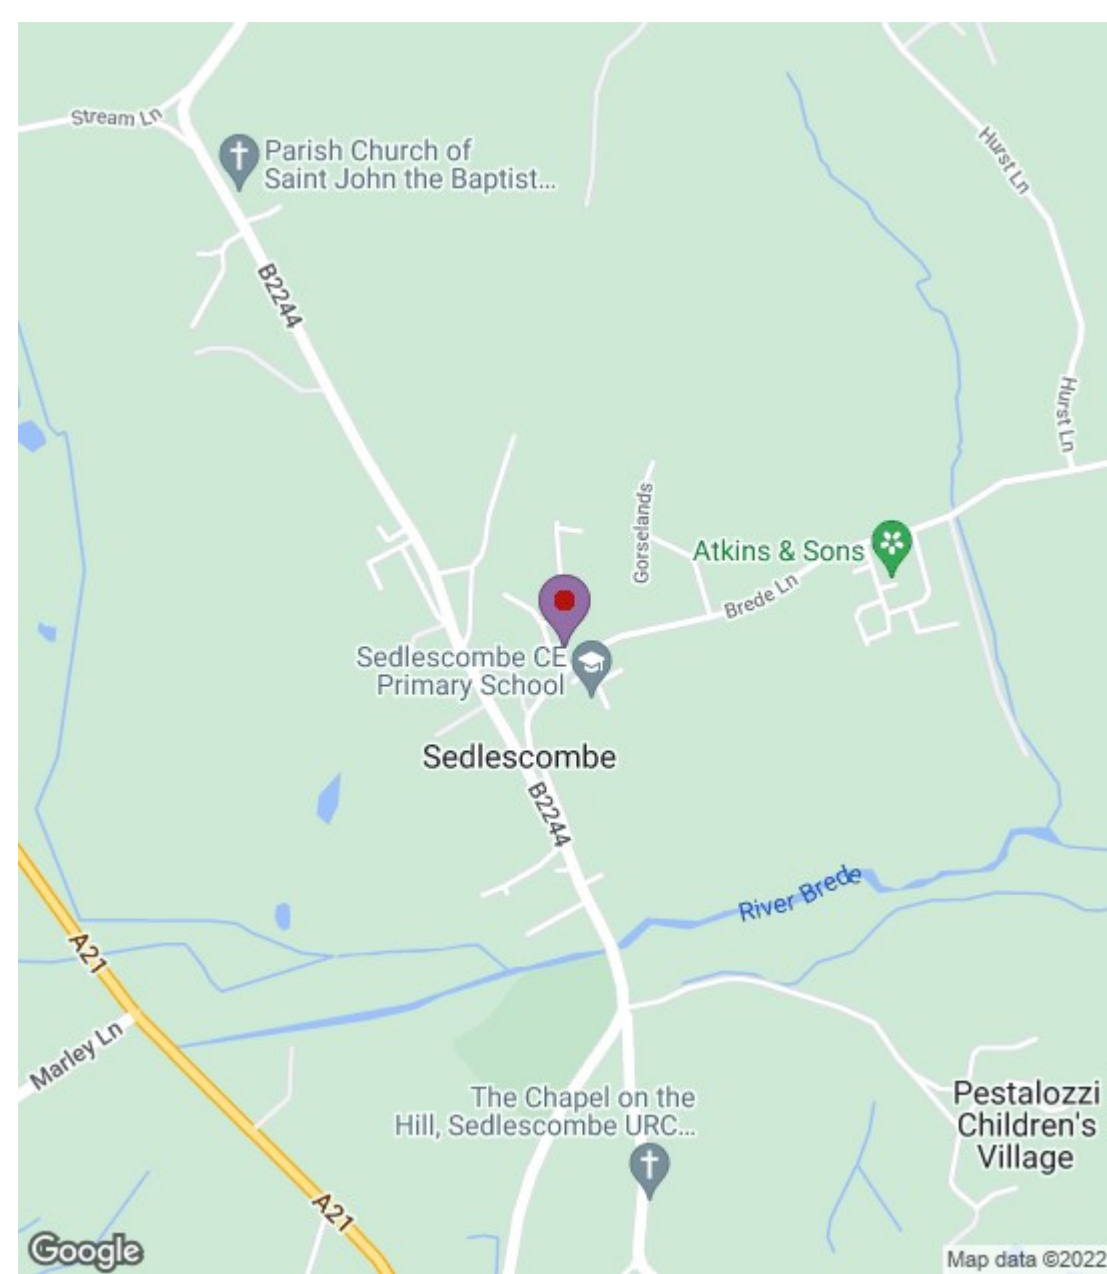 Stream Ln
Parish Church of
Saint John the Baptist...
Hurst Ln
B2244
Hurst Ln
Gorselands
Atkins & Sons
Brede Ln
Sedlescombe CE
Primary School
Sedlescombe
B2244
River Brede
A21
Marley Ln
The Chapel on the
Hill, Sedlescombe URC...
Pestalozzi
Children's
Village
A21
Google
Map data ©2022